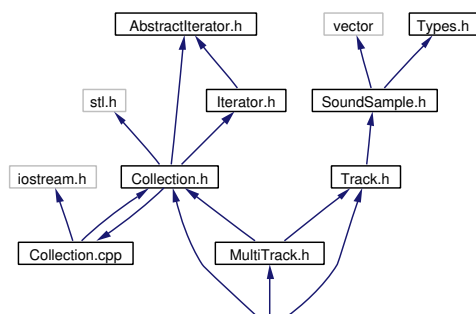 AbstractIterator.h
vector
Types.h
stl.h
Iterator.h
SoundSample.h
iostream.h
Collection.h
Track.h
Collection.cpp
MultiTrack.h